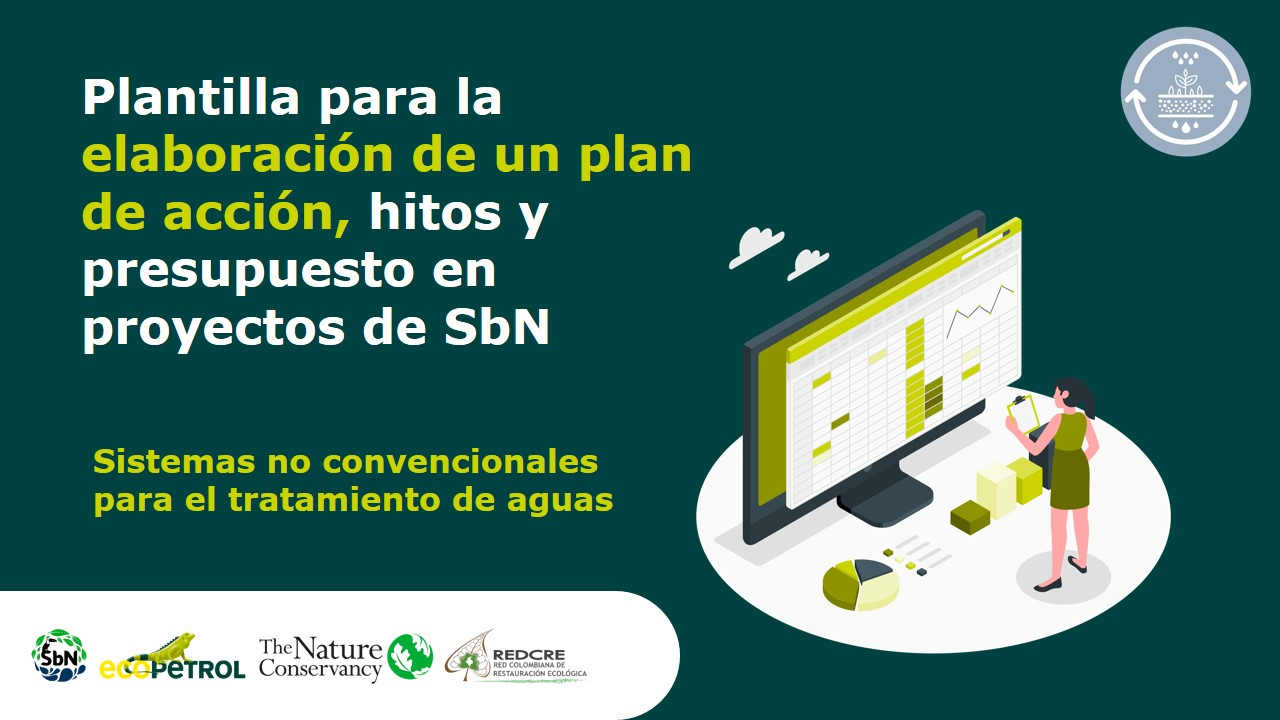 Plantilla para la
elaboración de un plan
de acción, hitos y
presupuesto en
proyectos de SbN
Sistemas no convencionales
para el tratamiento de aguas
SbN
ecoPETROL
The Nature
Conservancy
REDCRE
RED COLOMBIANA DE
RESTAURACIÓN ECOLÓGICA